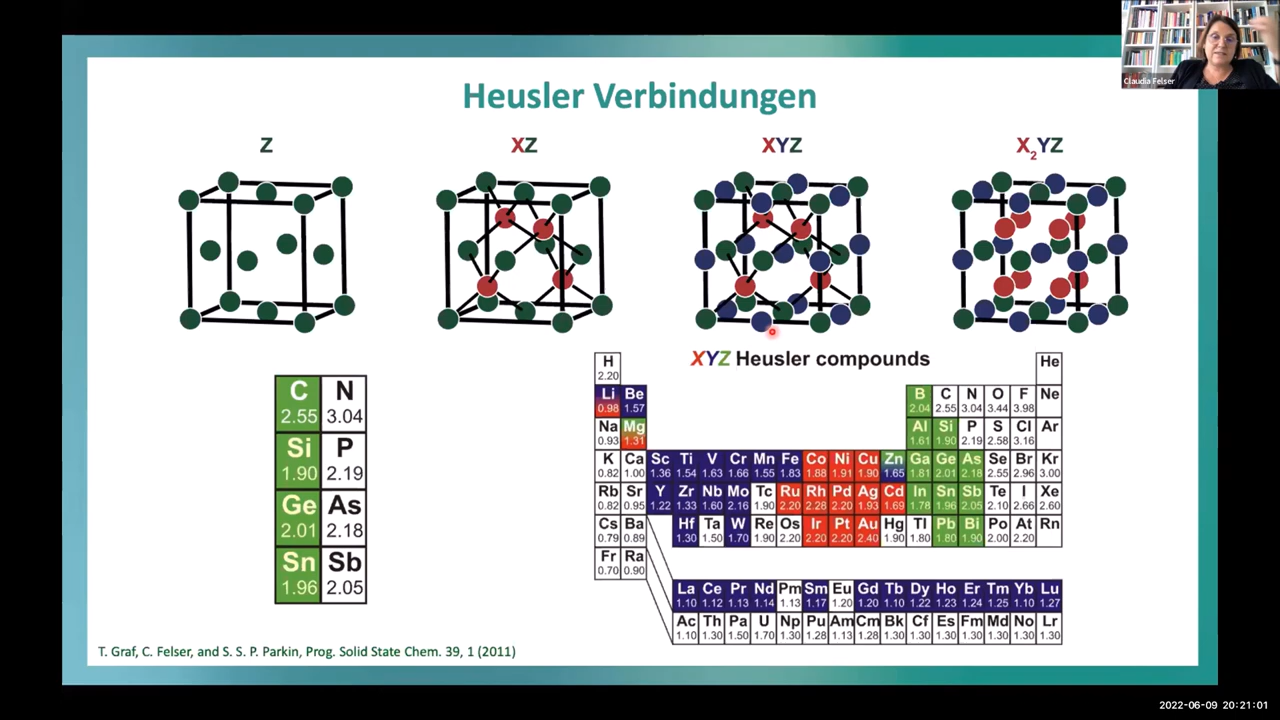 Claudia Felser
Heusler Verbindungen
Z
XZ
XYZ
X2YZ
XYZ Heusler compounds
C N
2.55 3.04
Si P
1.90 2.19
Ge As
2.01 2.18
Sn Sb
1.96 2.05
H He
2.20
Li Be B C N O F Ne
0.98 1.57 2.04 2.55 3.04 3.44 3.98
Na Mg Al Si P S Cl Ar
0.93 1.31 1.61 1.90 2.19 2.58 3.16
K Ca Sc Ti V Cr Mn Fe Co Ni Cu Zn Ga Ge As Se Br Kr
0.82 1.00 1.36 1.54 1.63 1.66 1.55 1.83 1.88 1.91 1.90 1.65 1.81 2.01 2.18 2.55 2.96 3.00
Rb Sr Y Zr Nb Mo Tc Ru Rh Pd Ag Cd In Sn Sb Te I Xe
0.82 0.95 1.22 1.33 1.60 2.16 1.90 2.20 2.28 2.20 1.93 1.69 1.78 1.96 2.05 2.10 2.66 2.60
Cs Ba Hf Ta W Re Os Ir Pt Au Hg Tl Pb Bi Po At Rn
0.79 0.89 1.30 1.50 1.70 1.90 2.20 2.20 2.20 2.40 1.90 1.80 1.80 1.90 2.00 2.20
Fr Ra
0.70 0.90
La Ce Pr Nd Pm Sm Eu Gd Tb Dy Ho Er Tm Yb Lu
1.10 1.12 1.13 1.14 1.13 1.17 1.20 1.20 1.10 1.22 1.23 1.24 1.25 1.10 1.27
Ac Th Pa U Np Pu Am Cm Bk Cf Es Fm Md No Lr
1.10 1.30 1.50 1.70 1.30 1.28 1.13 1.28 1.30 1.30 1.30 1.30 1.30 1.30 1.30
T. Graf, C. Felser, and S. S. P. Parkin, Prog. Solid State Chem. 39, 1 (2011)
2022-06-09 20:21:01